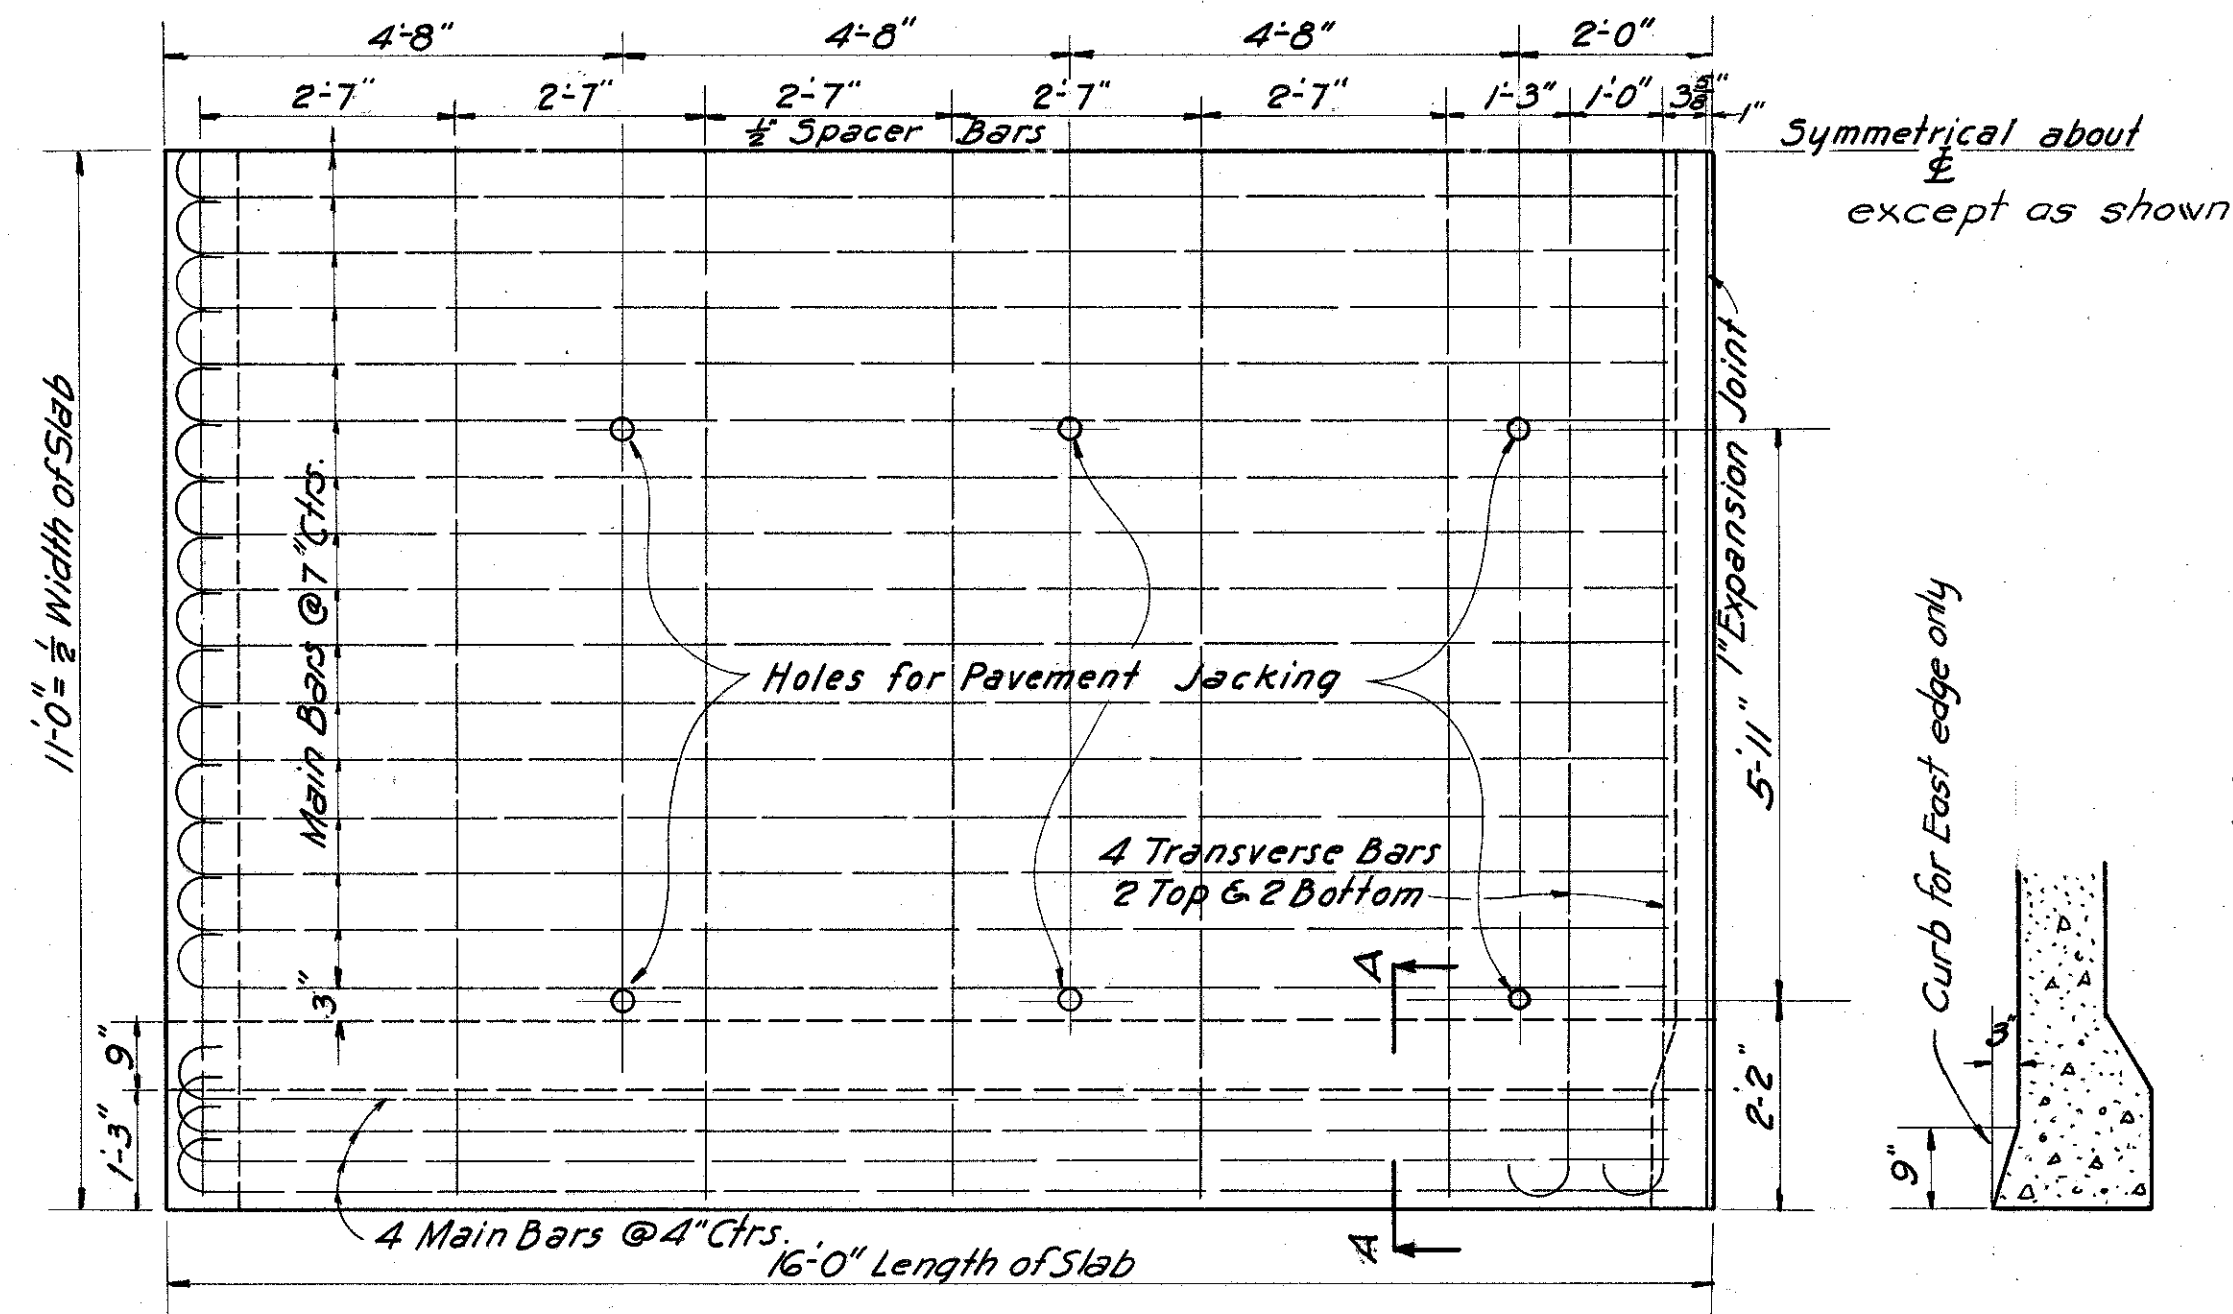 4'-8" 4'-8" 4'-8" 2'-0"
2'-7" 2'-7" 2'-7" 2'-7" 2'-7" 1'-3" 1'-0" 3 5/8" 1"
1/2" Spacer Bars
Symmetrical about
℄
except as shown
11'-0" = 1/2 Width of Slab
Main Bars @ 7" Ctrs.
1" Expansion Joint
Holes for Pavement Jacking
5'-11"
Curb for East edge only
4 Transverse Bars
2 Top & 2 Bottom
A
3"
9"
3"
1'-3"
2'-2"
9"
A
4 Main Bars @ 4" Ctrs.
16'-0" Length of Slab